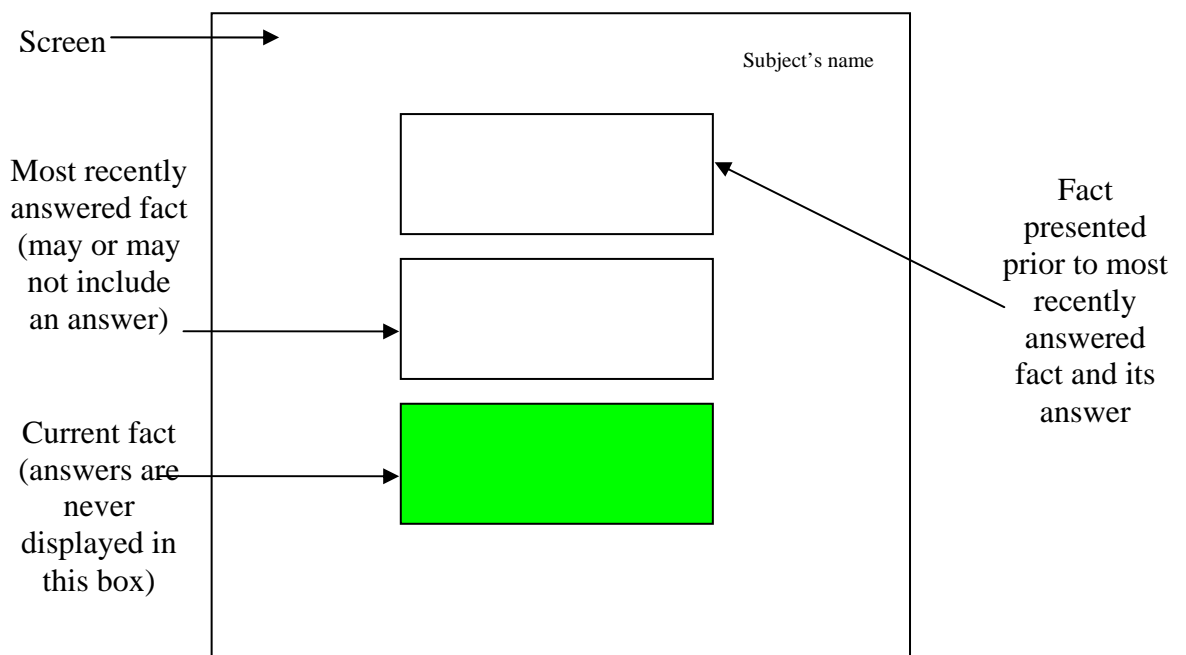 Screen
Subject’s name
Most recently
answered fact
(may or may
not include
an answer)
Fact
presented
prior to most
recently
answered
fact and its
answer
Current fact
(answers are
never
displayed in
this box)